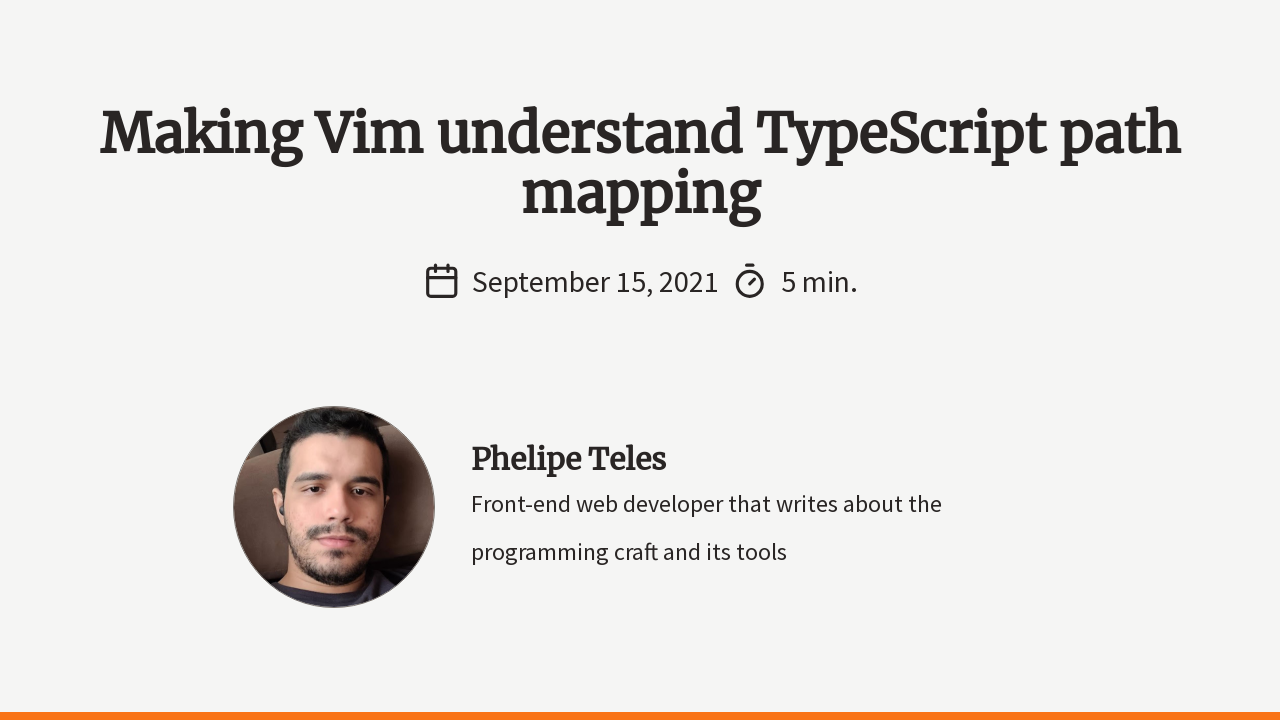 Making Vim understand TypeScript path
mapping
September 15, 2021 5 min.
Phelipe Teles
Front-end web developer that writes about the
programming craft and its tools